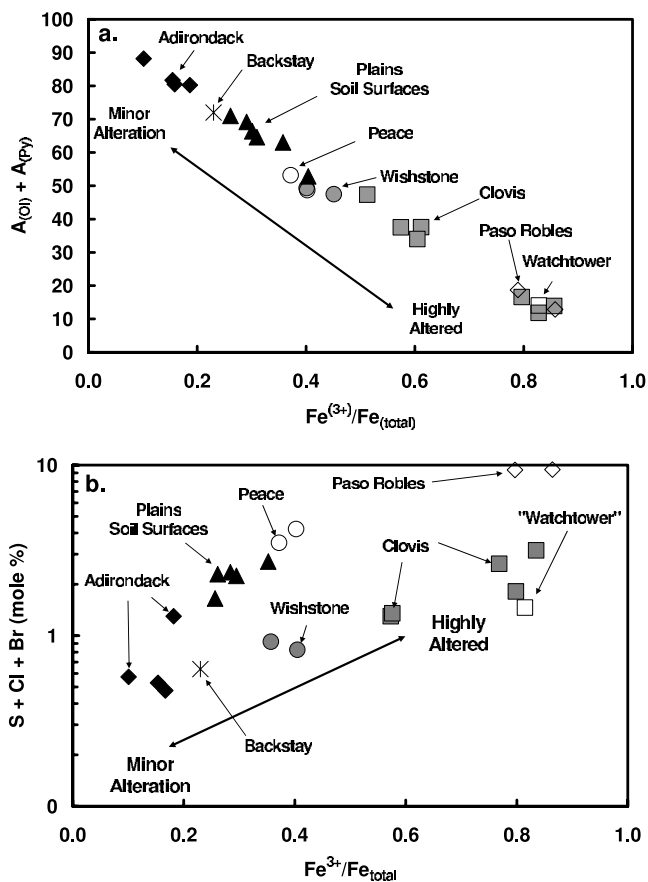 a.
100
90
80
70
60
50
40
30
20
10
0
A(Ol) + A(Py)
Adirondack
Backstay
Plains
Soil Surfaces
Minor
Alteration
Peace
Wishstone
Clovis
Paso Robles
Watchtower
Highly
Altered
0.0 0.2 0.4 0.6 0.8 1.0
Fe(3+)/Fe(total)
b.
10
1
0
S + Cl + Br (mole %)
Paso Robles
Peace
Plains
Soil Surfaces
"Watchtower"
Clovis
Adirondack
Wishstone
Highly
Altered
Backstay
Minor
Alteration
0.0 0.2 0.4 0.6 0.8 1.0
Fe3+/Fetotal